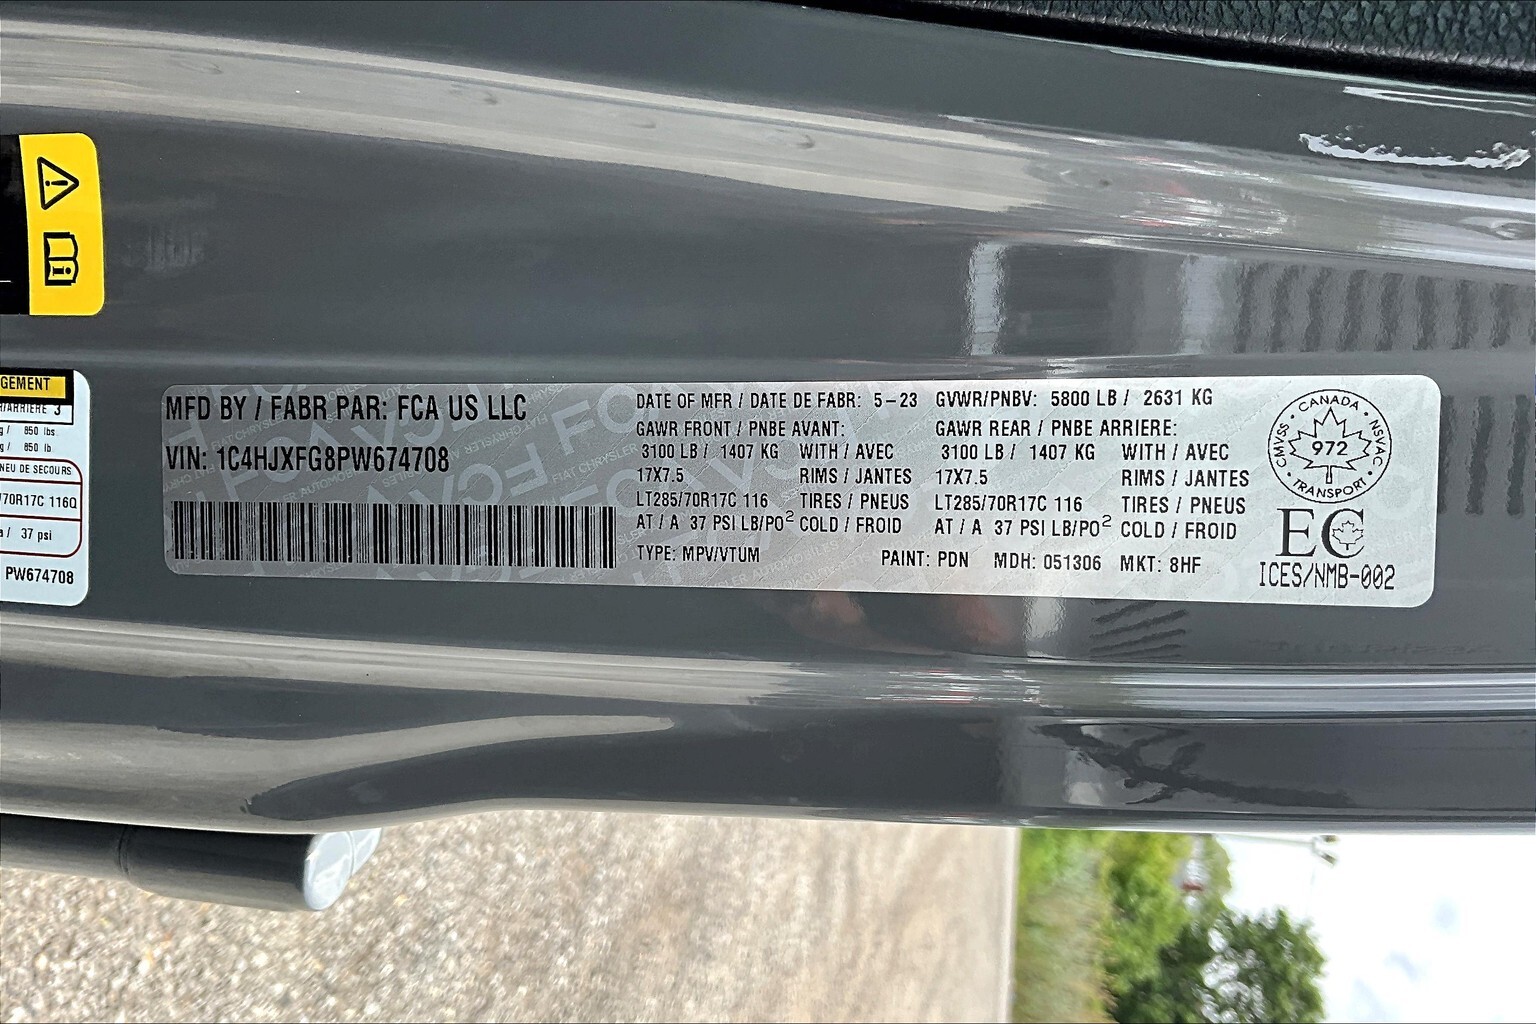 GEMENT
/ARRIERE 3
g / 850 lbs.
g / 850 lb
NEU DE SECOURS
/70R17C 116Q
a / 37 psi
PW674708
MFD BY / FABR PAR: FCA US LLC
VIN: 1C4HJXFG8PW674708
DATE OF MFR / DATE DE FABR: 5-23 GVWR/PNBV: 5800 LB / 2631 KG
GAWR FRONT / PNBE AVANT: GAWR REAR / PNBE ARRIERE:
3100 LB / 1407 KG WITH / AVEC 3100 LB / 1407 KG WITH / AVEC
17X7.5 RIMS / JANTES 17X7.5 RIMS / JANTES
LT285/70R17C 116 TIRES / PNEUS LT285/70R17C 116 TIRES / PNEUS
AT / A 37 PSI LB/PO² COLD / FROID AT / A 37 PSI LB/PO² COLD / FROID
TYPE: MPV/VTUM PAINT: PDN MDH: 051306 MKT: 8HF
CANADA
CMVSS · NSVAC
972
TRANSPORT
EC
ICES/NMB-002